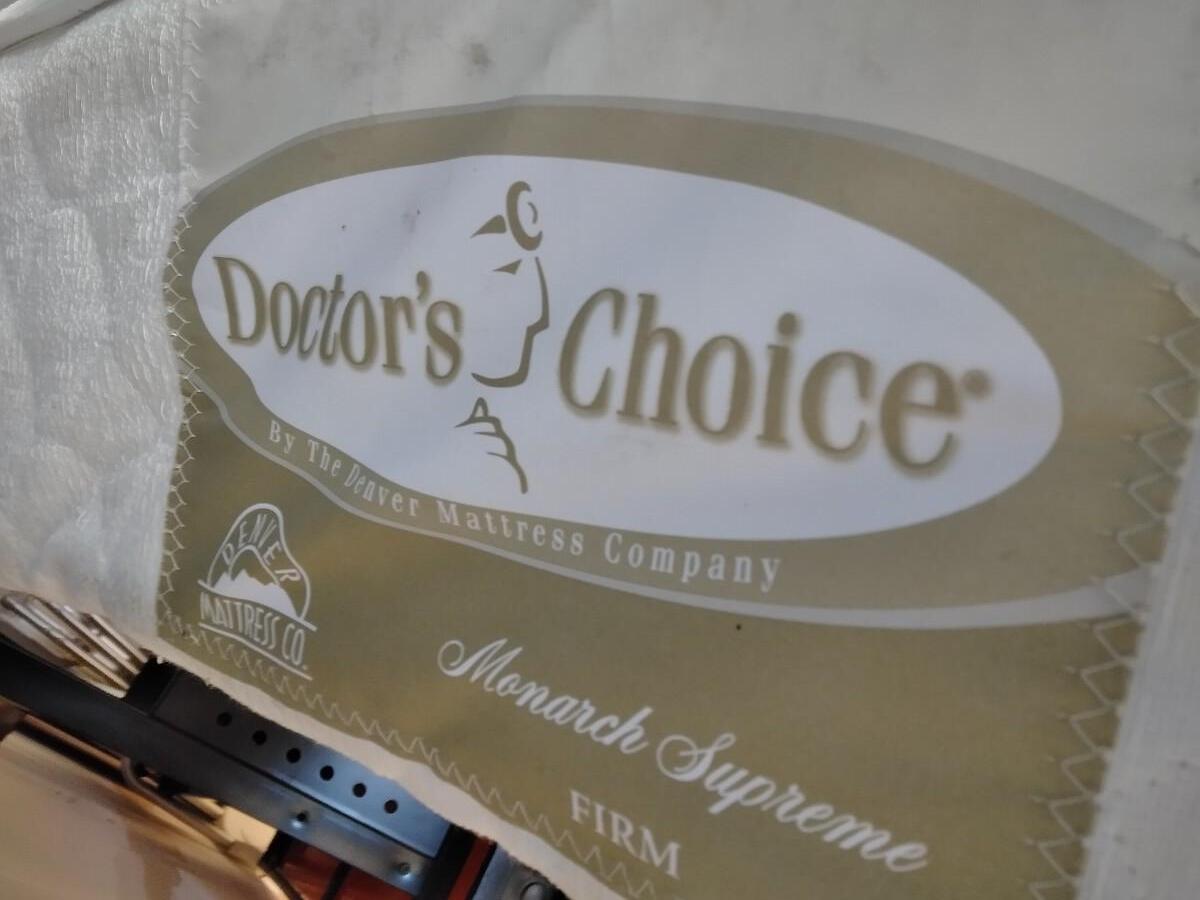 Doctor's Choice®
By The Denver Mattress Company
DENVER
MATTRESS CO.
Monarch Supreme
FIRM